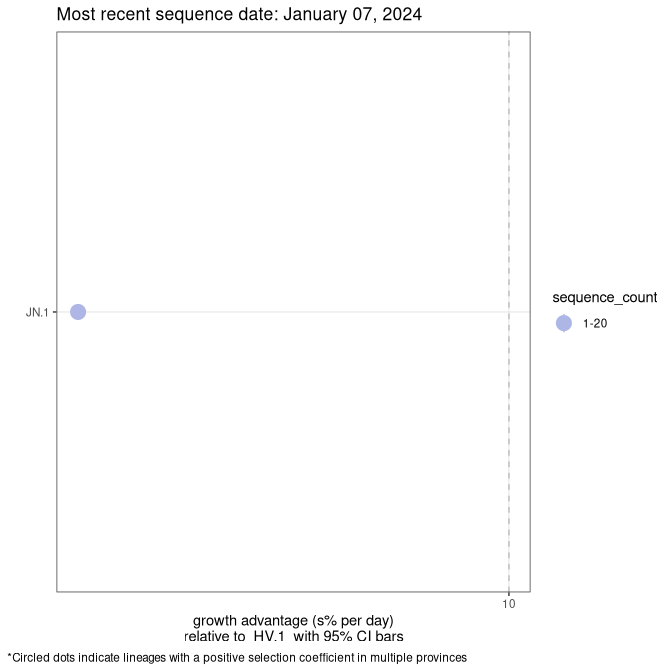 Most recent sequence date: January 07, 2024
JN.1
sequence_count
1-20
10
growth advantage (s% per day)
relative to HV.1 with 95% CI bars
*Circled dots indicate lineages with a positive selection coefficient in multiple provinces